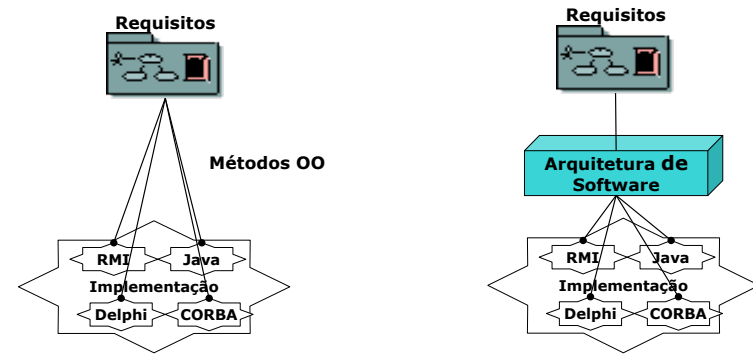 Requisitos
Métodos OO
RMI
Java
Implementação
Delphi
CORBA
Requisitos
Arquitetura de
Software
RMI
Java
Implementação
Delphi
CORBA